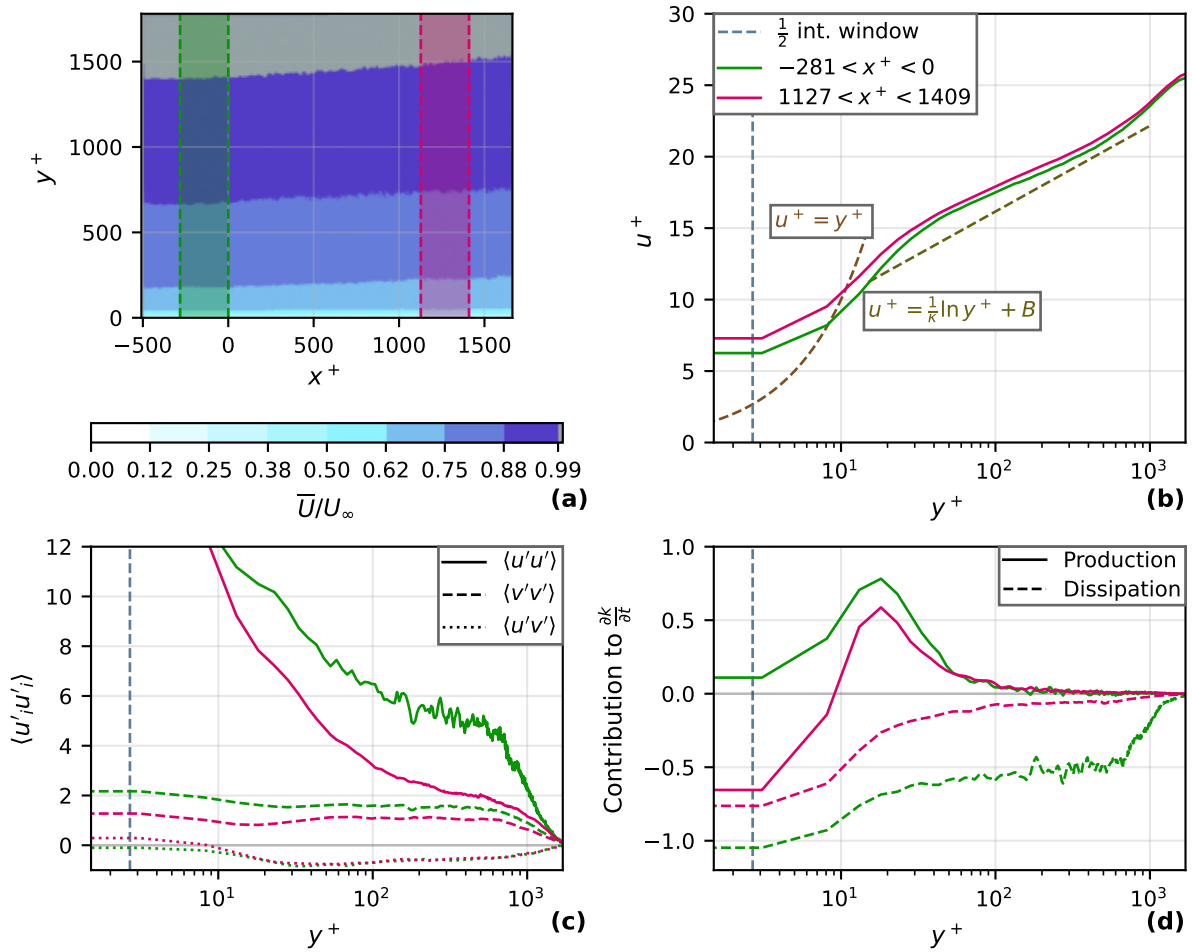 1500
1000
500
0
y⁺
−500 0 500 1000 1500
x⁺
0.00 0.12 0.25 0.38 0.50 0.62 0.75 0.88 0.99
U̅/U∞
(a)
30
25
20
15
10
5
0
u⁺
½ int. window
−281 < x⁺ < 0
1127 < x⁺ < 1409
u⁺ = y⁺
u⁺ = 1/κ ln y⁺ + B
10¹ 10² 10³
y⁺
(b)
12
10
8
6
4
2
0
⟨u'ᵢu'ᵢ⟩
⟨u'u'⟩
⟨v'v'⟩
⟨u'v'⟩
10¹ 10² 10³
y⁺
(c)
1.0
0.5
0.0
−0.5
−1.0
Contribution to ∂k/∂t
Production
Dissipation
10¹ 10² 10³
y⁺
(d)